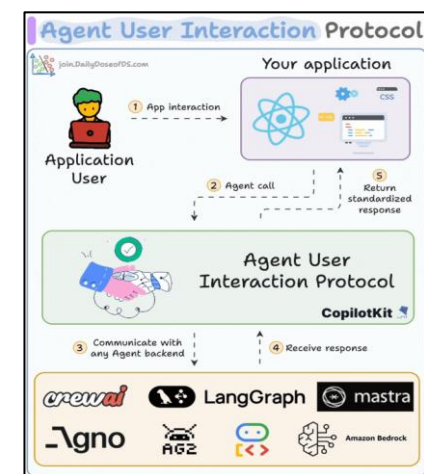 Agent User Interaction Protocol
join.DailyDoseofDS.com
Your application
1 App interaction
CSS
Application
User
2 Agent call
5
Return
standardized
response
Agent User
Interaction Protocol
CopilotKit
3 Communicate with
any Agent backend
4 Receive response
crewai
LangGraph
mastra
Agno
AG2
Amazon Bedrock